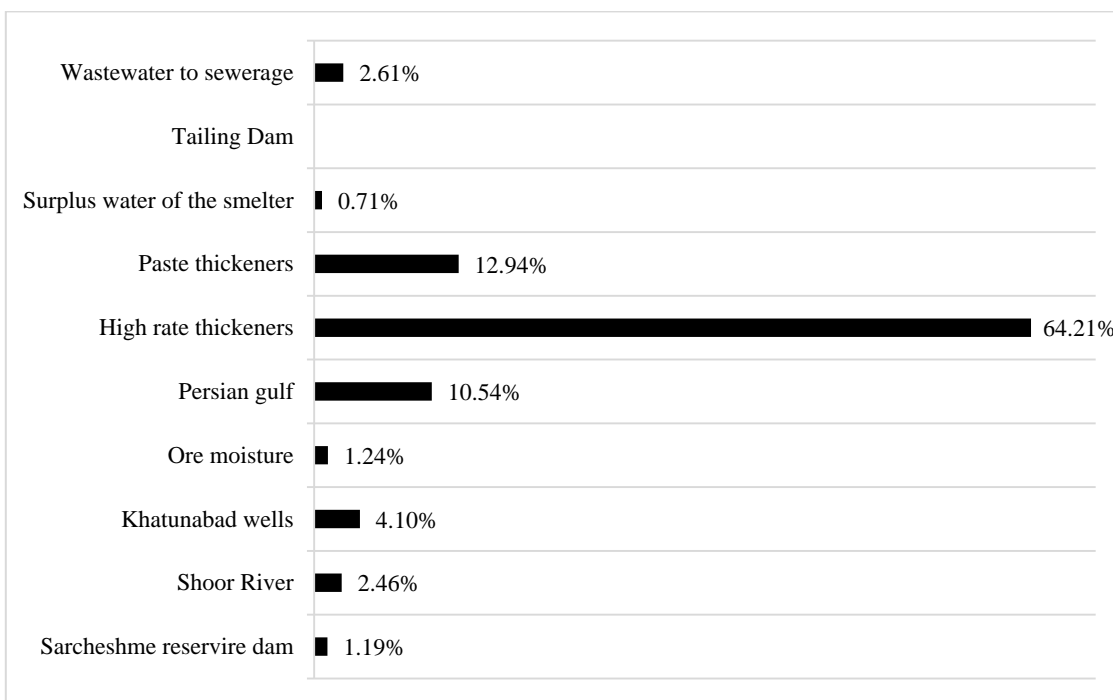 Wastewater to sewerage 2.61%
Tailing Dam
Surplus water of the smelter 0.71%
Paste thickeners 12.94%
High rate thickeners 64.21%
Persian gulf 10.54%
Ore moisture 1.24%
Khatunabad wells 4.10%
Shoor River 2.46%
Sarcheshme reservire dam 1.19%